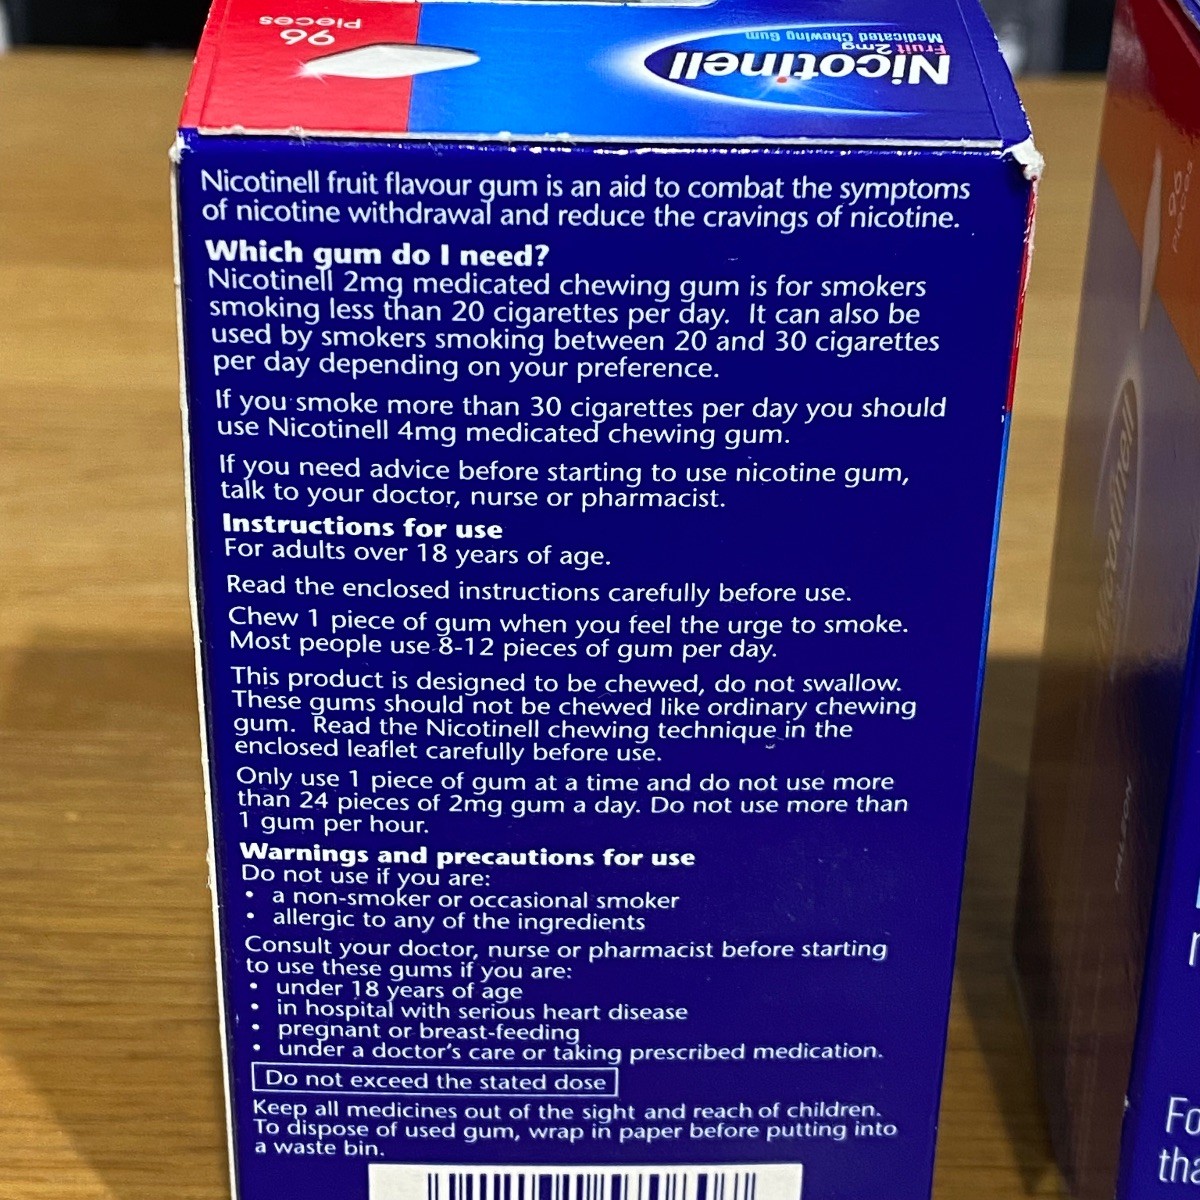 96
Pieces
Nicotinell
Fruit 2mg
Medicated Chewing Gum
Nicotinell fruit flavour gum is an aid to combat the symptoms
of nicotine withdrawal and reduce the cravings of nicotine.
Which gum do I need?
Nicotinell 2mg medicated chewing gum is for smokers
smoking less than 20 cigarettes per day. It can also be
used by smokers smoking between 20 and 30 cigarettes
per day depending on your preference.
If you smoke more than 30 cigarettes per day you should
use Nicotinell 4mg medicated chewing gum.
If you need advice before starting to use nicotine gum,
talk to your doctor, nurse or pharmacist.
Instructions for use
For adults over 18 years of age.
Read the enclosed instructions carefully before use.
Chew 1 piece of gum when you feel the urge to smoke.
Most people use 8-12 pieces of gum per day.
This product is designed to be chewed, do not swallow.
These gums should not be chewed like ordinary chewing
gum. Read the Nicotinell chewing technique in the
enclosed leaflet carefully before use.
Only use 1 piece of gum at a time and do not use more
than 24 pieces of 2mg gum a day. Do not use more than
1 gum per hour.
Warnings and precautions for use
Do not use if you are:
• a non-smoker or occasional smoker
• allergic to any of the ingredients
Consult your doctor, nurse or pharmacist before starting
to use these gums if you are:
• under 18 years of age
• in hospital with serious heart disease
• pregnant or breast-feeding
• under a doctor's care or taking prescribed medication.
Do not exceed the stated dose
Keep all medicines out of the sight and reach of children.
To dispose of used gum, wrap in paper before putting into
a waste bin.
96
Pieces
Nicotinell
HALEON